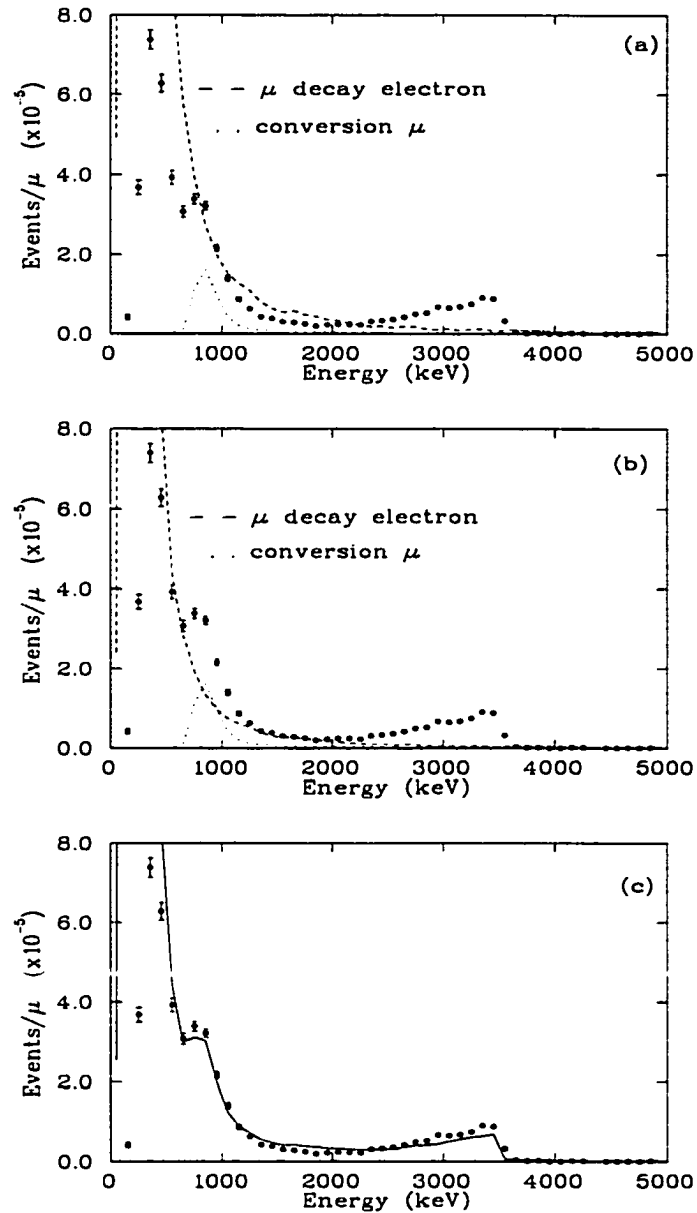 8.0
(a)
– – μ decay electron
6.0
. . conversion μ
4.0
2.0
0.0
Events/μ (x10⁻⁵)
0 1000 2000 3000 4000 5000
Energy (keV)
8.0
(b)
6.0
– – μ decay electron
. . conversion μ
4.0
2.0
0.0
Events/μ (x10⁻⁵)
0 1000 2000 3000 4000 5000
Energy (keV)
8.0
(c)
6.0
4.0
2.0
0.0
Events/μ (x10⁻⁵)
0 1000 2000 3000 4000 5000
Energy (keV)